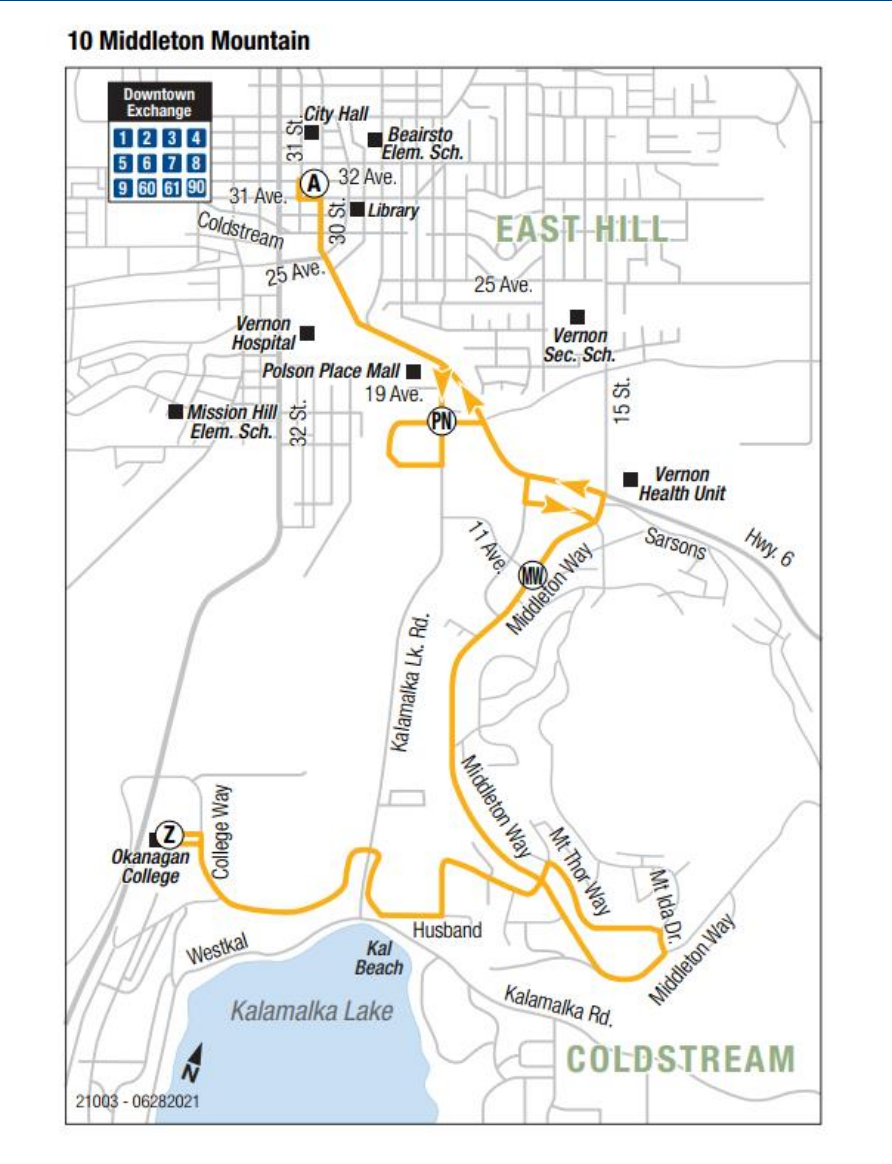 10 Middleton Mountain
Downtown
Exchange
1 2 3 4
5 6 7 8
9 60 61 90
City Hall
31 St.
Beairsto
Elem. Sch.
A
32 Ave.
31 Ave.
30 St.
Library
Coldstream
EAST HILL
25 Ave.
25 Ave.
Vernon
Hospital
Vernon
Sec. Sch.
Polson Place Mall
19 Ave.
15 St.
Mission Hill
Elem. Sch.
32 St.
PN
Vernon
Health Unit
11 Ave.
Sarsons
Hwy. 6
MW
Middleton Way
Kalamalka Lk. Rd.
Middleton Way
College Way
Z
Okanagan
College
Mt Thor Way
Mt Ida Dr.
Husband
Westkal
Kal
Beach
Middleton Way
Kalamalka Rd.
Kalamalka Lake
COLDSTREAM
N
21003 - 06282021